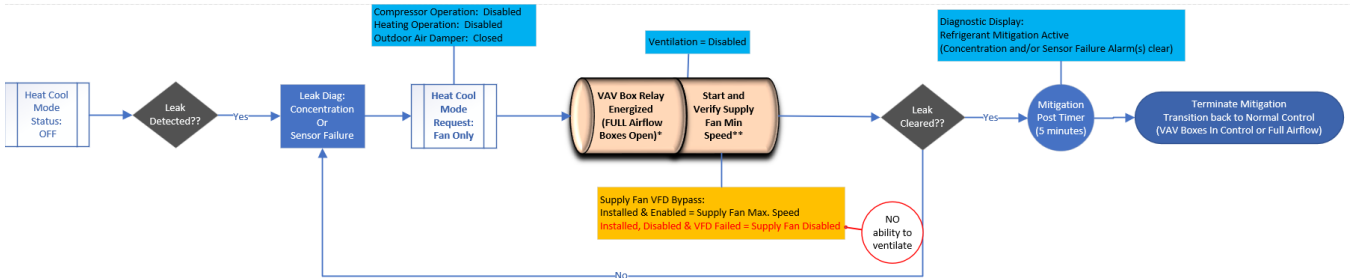 Compressor Operation: Disabled
Heating Operation: Disabled
Outdoor Air Damper: Closed
Diagnostic Display:
Refrigerant Mitigation Active
(Concentration and/or Sensor Failure Alarm(s) clear)
Ventilation = Disabled
Heat Cool
Mode
Status:
OFF
Leak
Detected??
Yes
Leak Diag:
Concentration
Or
Sensor Failure
Heat Cool
Mode
Request:
Fan Only
VAV Box Relay
Energized
(FULL Airflow
Boxes Open)*
Start and
Verify Supply
Fan Min
Speed**
Leak
Cleared??
Yes
Mitigation
Post Timer
(5 minutes)
Terminate Mitigation
Transition back to Normal Control
(VAV Boxes In Control or Full Airflow)
Supply Fan VFD Bypass:
Installed & Enabled = Supply Fan Max. Speed
Installed, Disabled & VFD Failed = Supply Fan Disabled
NO
ability to
ventilate
No